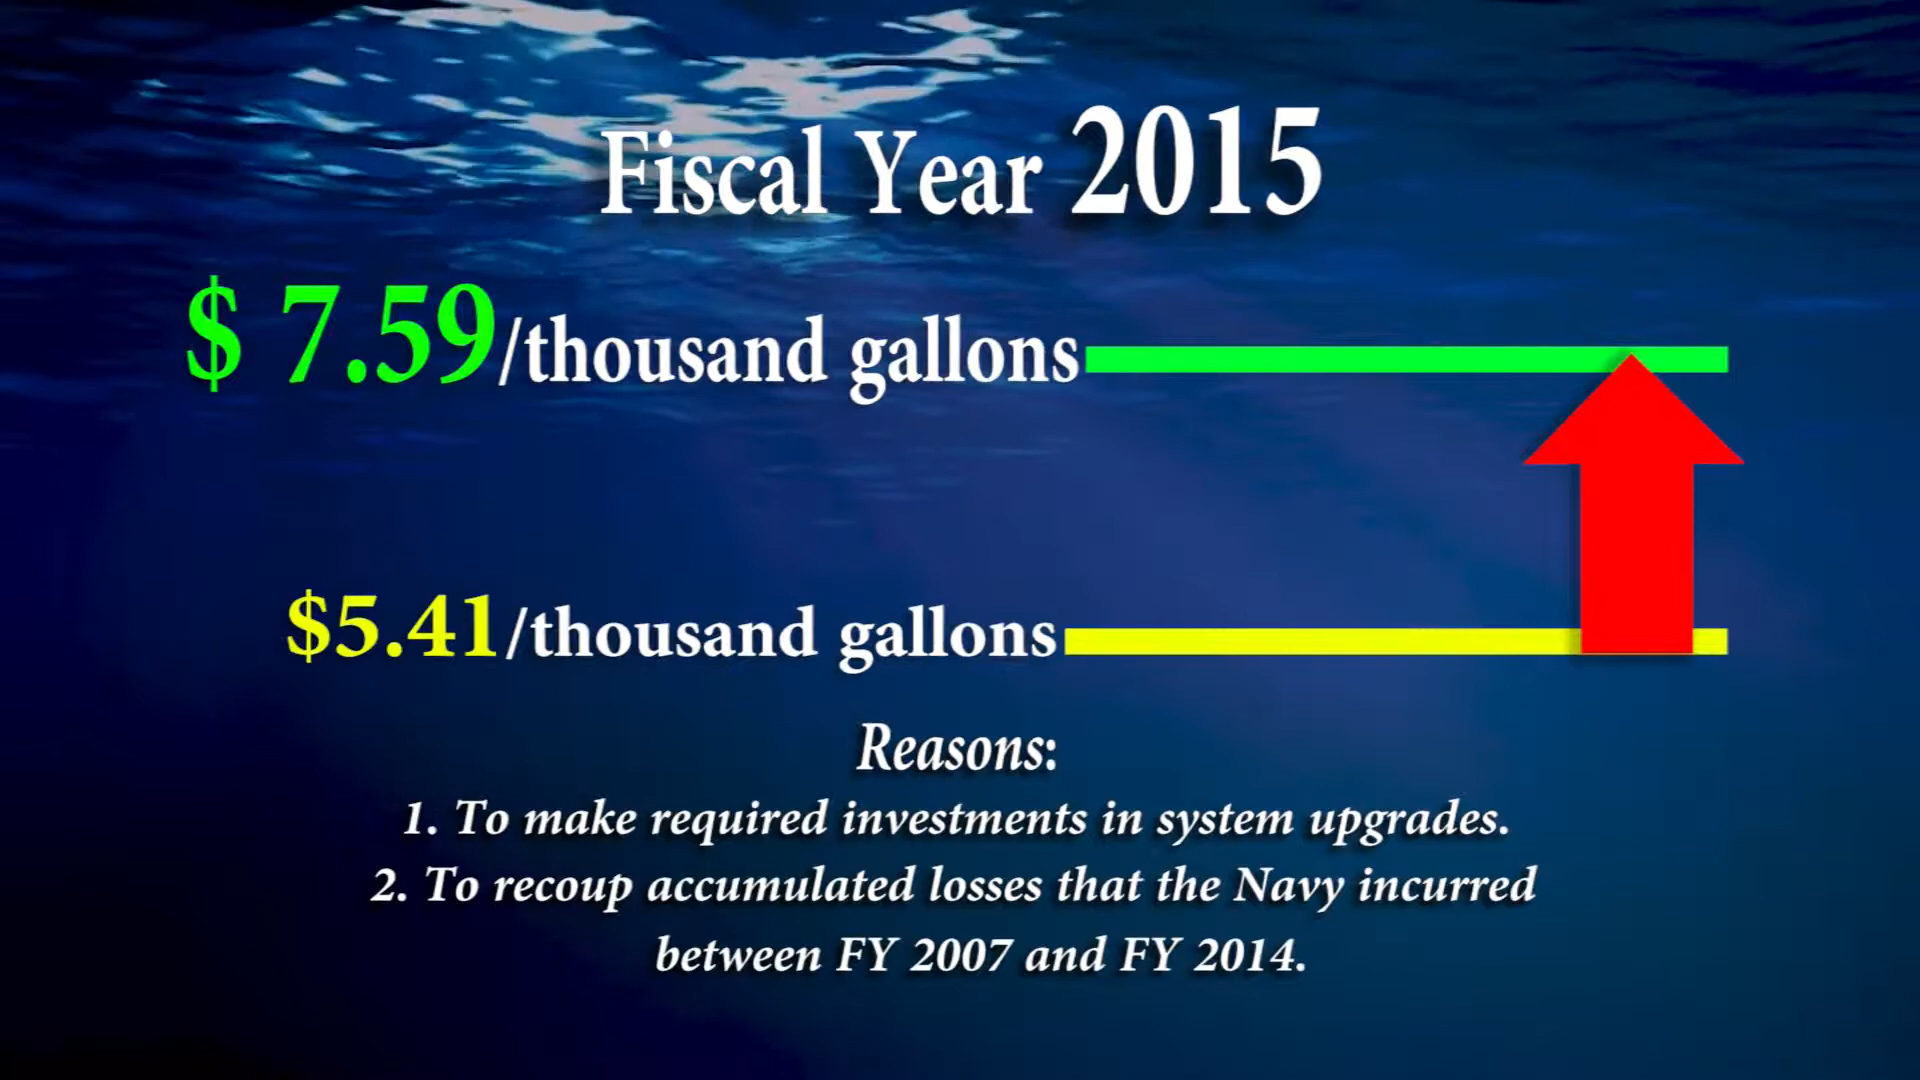 Fiscal Year 2015
$ 7.59/thousand gallons
$5.41/thousand gallons
Reasons:
1. To make required investments in system upgrades.
2. To recoup accumulated losses that the Navy incurred
between FY 2007 and FY 2014.